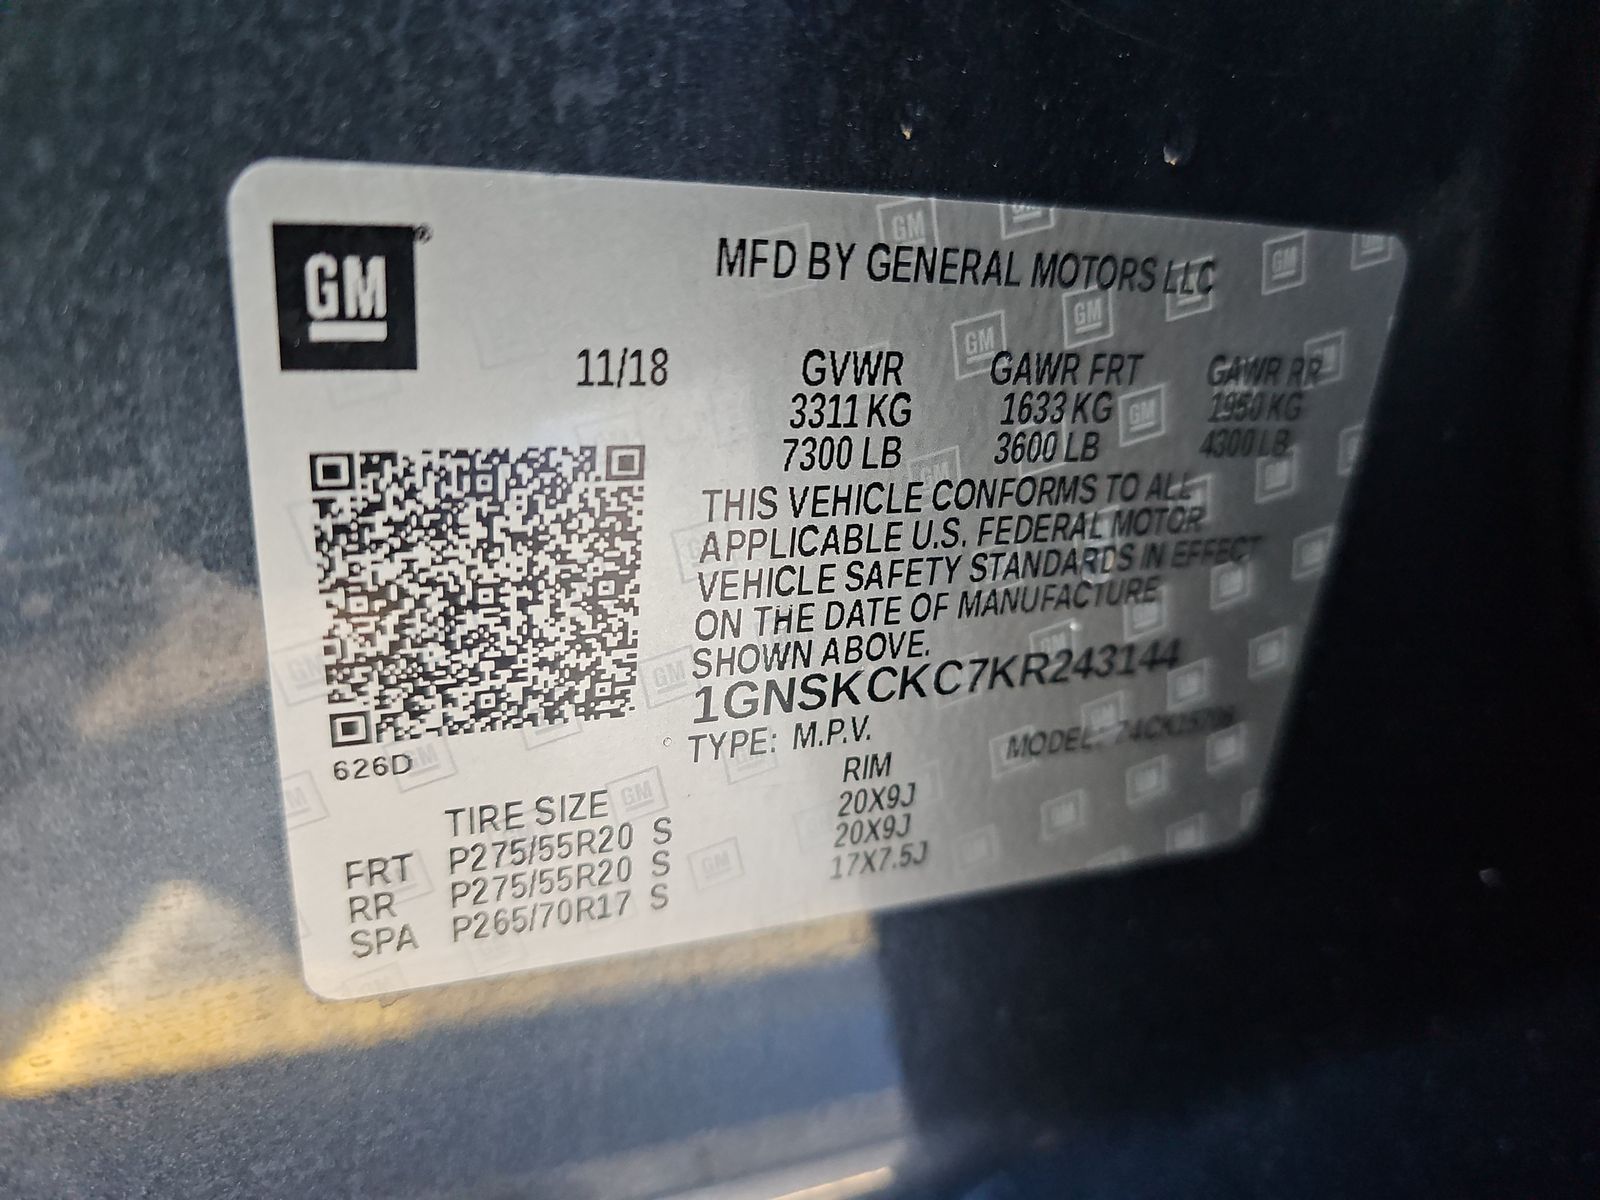 GM®
MFD BY GENERAL MOTORS LLC
11/18
GVWR GAWR FRT GAWR RR
3311 KG 1633 KG 1950 KG
7300 LB 3600 LB 4300 LB
THIS VEHICLE CONFORMS TO ALL
APPLICABLE U.S. FEDERAL MOTOR
VEHICLE SAFETY STANDARDS IN EFFECT
ON THE DATE OF MANUFACTURE
SHOWN ABOVE.
1GNSKCKC7KR243144
TYPE: M.P.V. MODEL:
626D
TIRE SIZE RIM
FRT P275/55R20 S 20X9J
RR P275/55R20 S 20X9J
SPA P265/70R17 S 17X7.5J